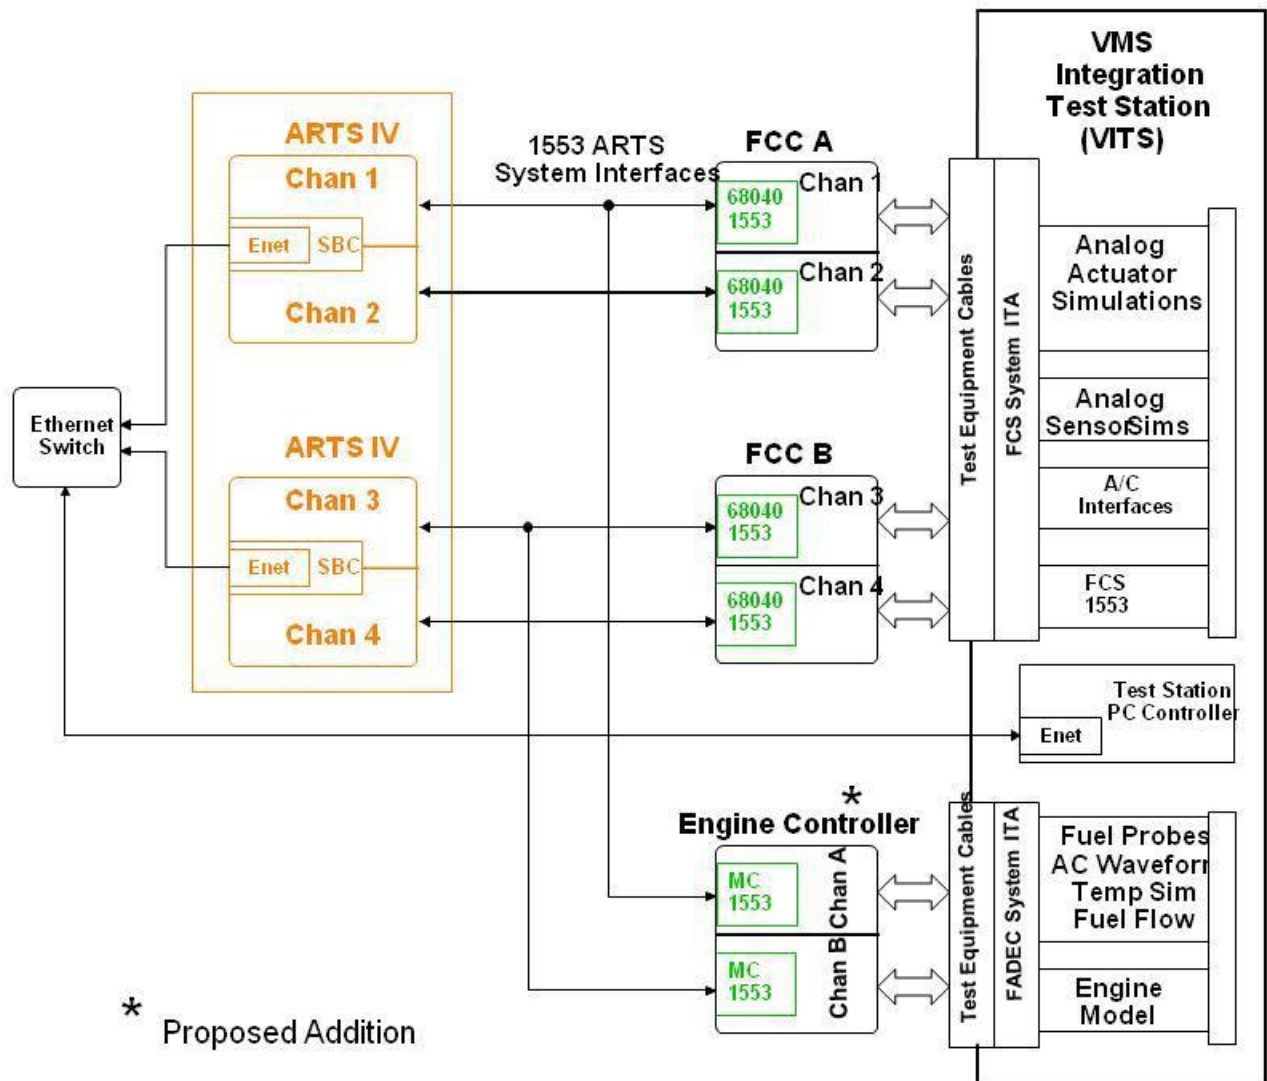 VMS
Integration
Test Station
(VITS)
ARTS IV
Chan 1
Enet
SBC
Chan 2
1553 ARTS
System Interfaces
FCC A
68040
1553
Chan 1
68040
1553
Chan 2
Test Equipment Cables
FCS System ITA
Analog
Actuator
Simulations
Analog
Sensor Sims
A/C
Interfaces
FCS
1553
Ethernet
Switch
ARTS IV
Chan 3
Enet
SBC
Chan 4
FCC B
68040
1553
Chan 3
68040
1553
Chan 4
Test Station
PC Controller
Enet
*
Engine Controller
MC
1553
Chan A
MC
1553
Chan B
Test Equipment Cables
FADEC System ITA
Fuel Probes
AC Waveform
Temp Sim
Fuel Flow
Engine
Model
* Proposed Addition